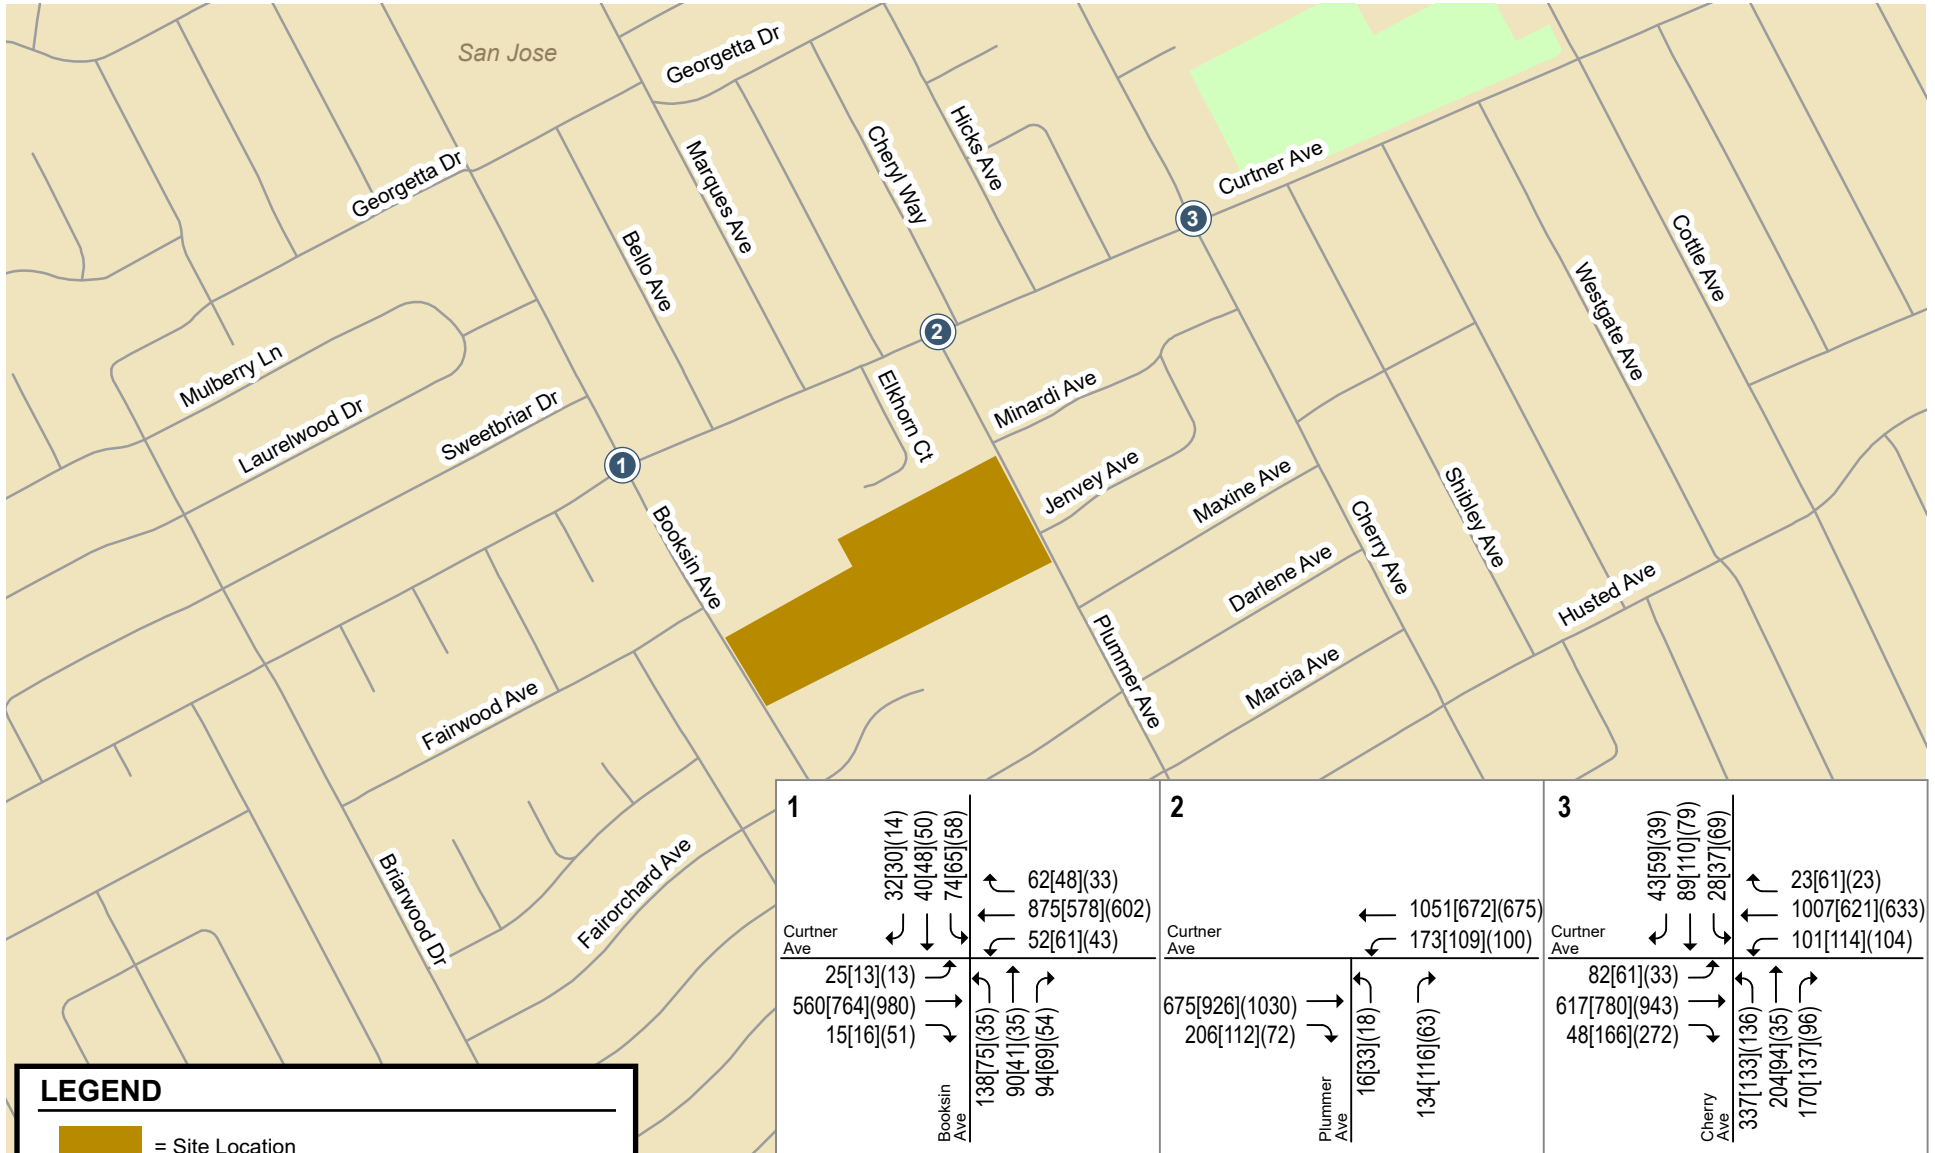 San Jose
Georgetta Dr
Georgetta Dr
Marques Ave
Cheryl Way
Hicks Ave
Curtner Ave
Bello Ave
3
Cottle Ave
Westgate Ave
2
Mulberry Ln
Laurelwood Dr
Sweetbriar Dr
Elkhorn Ct
Minardi Ave
1
Jenvey Ave
Maxine Ave
Booksin Ave
Cherry Ave
Shibley Ave
Darlene Ave
Husted Ave
Plummer Ave
Marcia Ave
Fairwood Ave
Briarwood Dr
Fairorchard Ave
1
32[30](14)
40[48](50)
74[65](58)
62[48](33)
875[578](602)
52[61](43)
Curtner
Ave
25[13](13)
560[764](980)
15[16](51)
138[75](35)
90[41](35)
94[69](54)
Booksin
Ave
2
1051[672](675)
173[109](100)
Curtner
Ave
675[926](1030)
206[112](72)
16[33](18)
134[116](63)
Plummer
Ave
3
43[59](39)
89[110](79)
28[37](69)
23[61](23)
1007[621](633)
101[114](104)
Curtner
Ave
82[61](33)
617[780](943)
48[166](272)
337[133](136)
204[94](35)
170[137](96)
Cherry
Ave
LEGEND
= Site Location